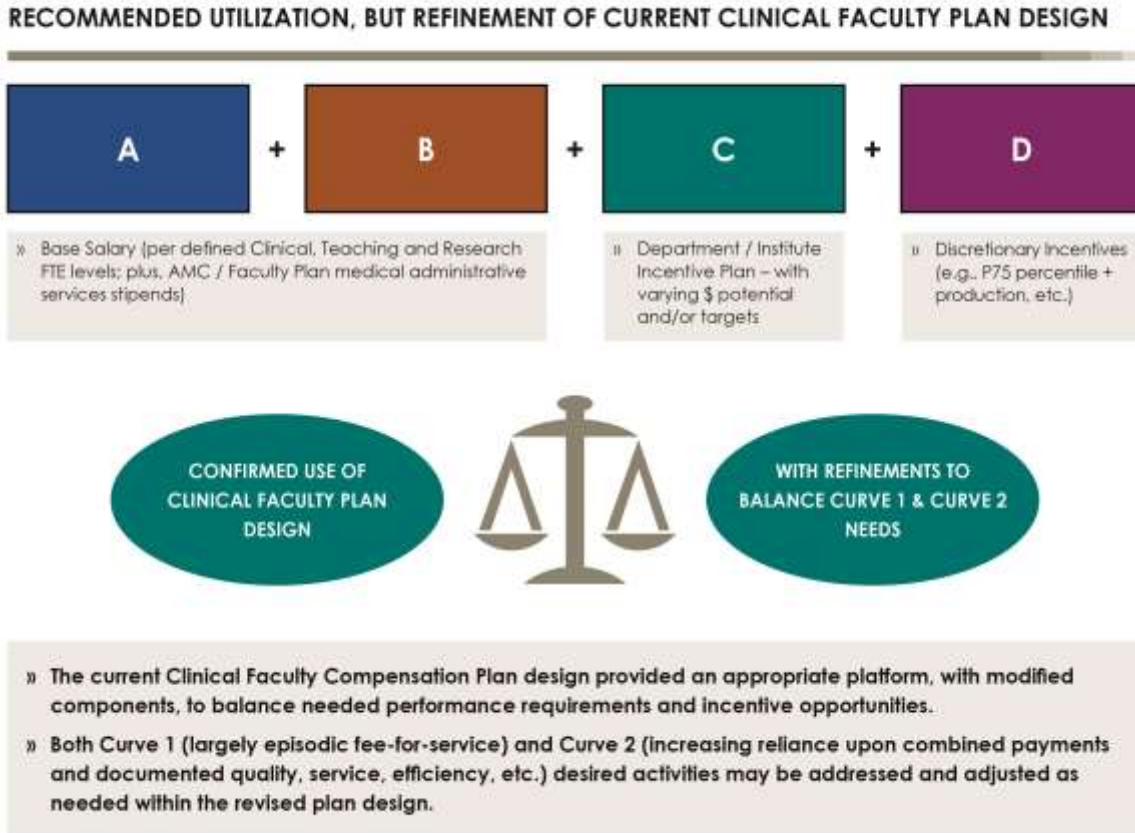 RECOMMENDED UTILIZATION, BUT REFINEMENT OF CURRENT CLINICAL FACULTY PLAN DESIGN
A + B + C + D
» Base Salary (per defined Clinical, Teaching and Research
FTE levels; plus, AMC / Faculty Plan medical administrative
services stipends)
» Department / Institute
Incentive Plan – with
varying $ potential
and/or targets
» Discretionary Incentives
(e.g., P75 percentile +
production, etc.)
CONFIRMED USE OF
CLINICAL FACULTY PLAN
DESIGN
WITH REFINEMENTS TO
BALANCE CURVE 1 & CURVE 2
NEEDS
» The current Clinical Faculty Compensation Plan design provided an appropriate platform, with modified
components, to balance needed performance requirements and incentive opportunities.
» Both Curve 1 (largely episodic fee-for-service) and Curve 2 (increasing reliance upon combined payments
and documented quality, service, efficiency, etc.) desired activities may be addressed and adjusted as
needed within the revised plan design.